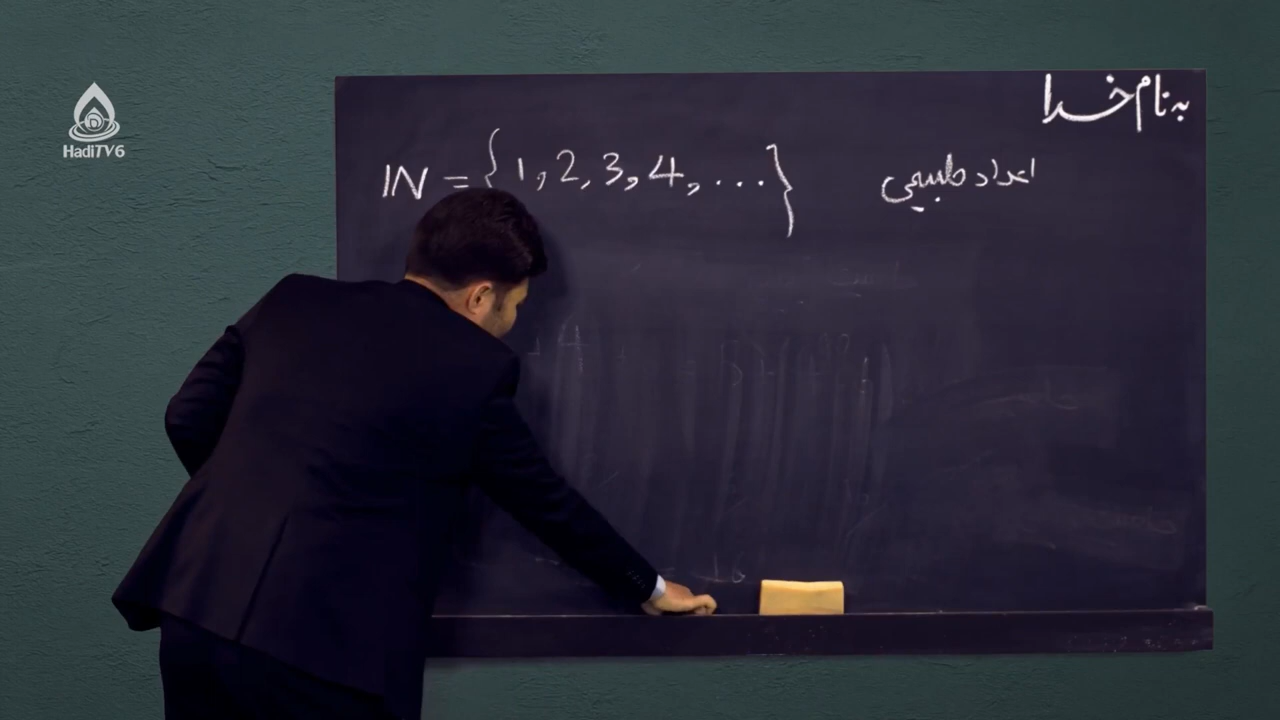 به نام خدا
اعداد طبیعی
IN = {1, 2, 3, 4, ...}
HadiTV6